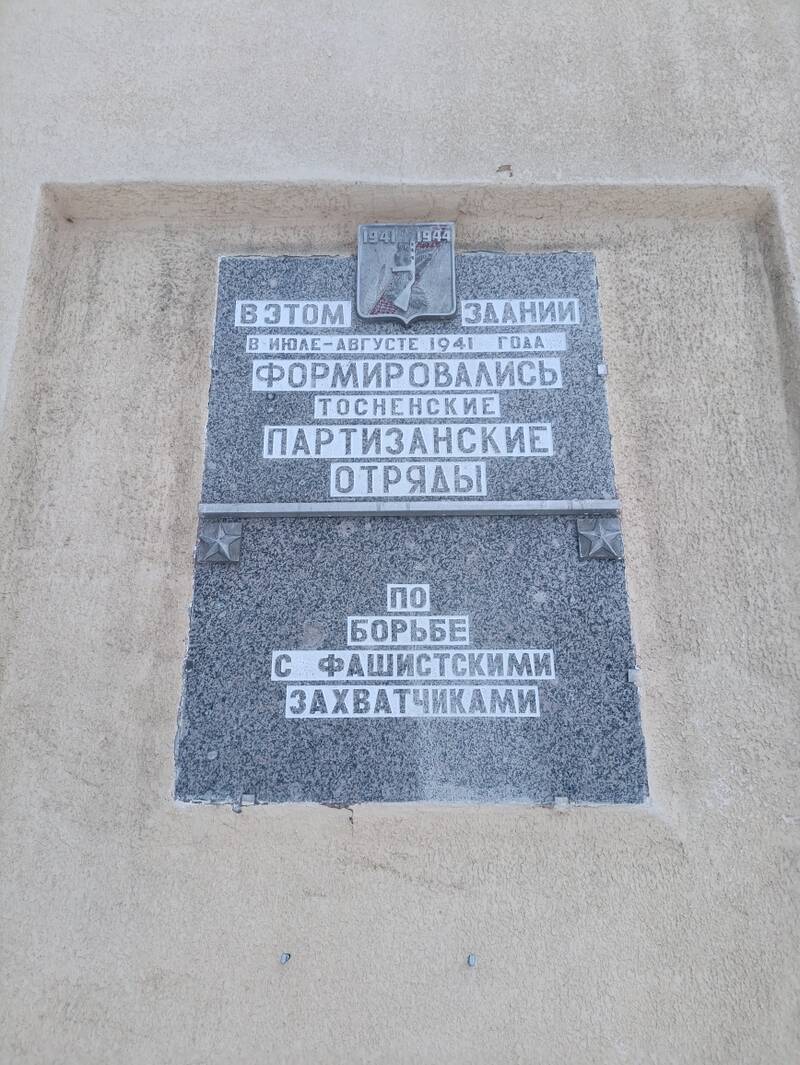 1941 1944
В ЭТОМ ЗДАНИИ
В ИЮЛЕ-АВГУСТЕ 1941 ГОДА
ФОРМИРОВАЛИСЬ
ТОСНЕНСКИЕ
ПАРТИЗАНСКИЕ
ОТРЯДЫ
ПО
БОРЬБЕ
С ФАШИСТСКИМИ
ЗАХВАТЧИКАМИ